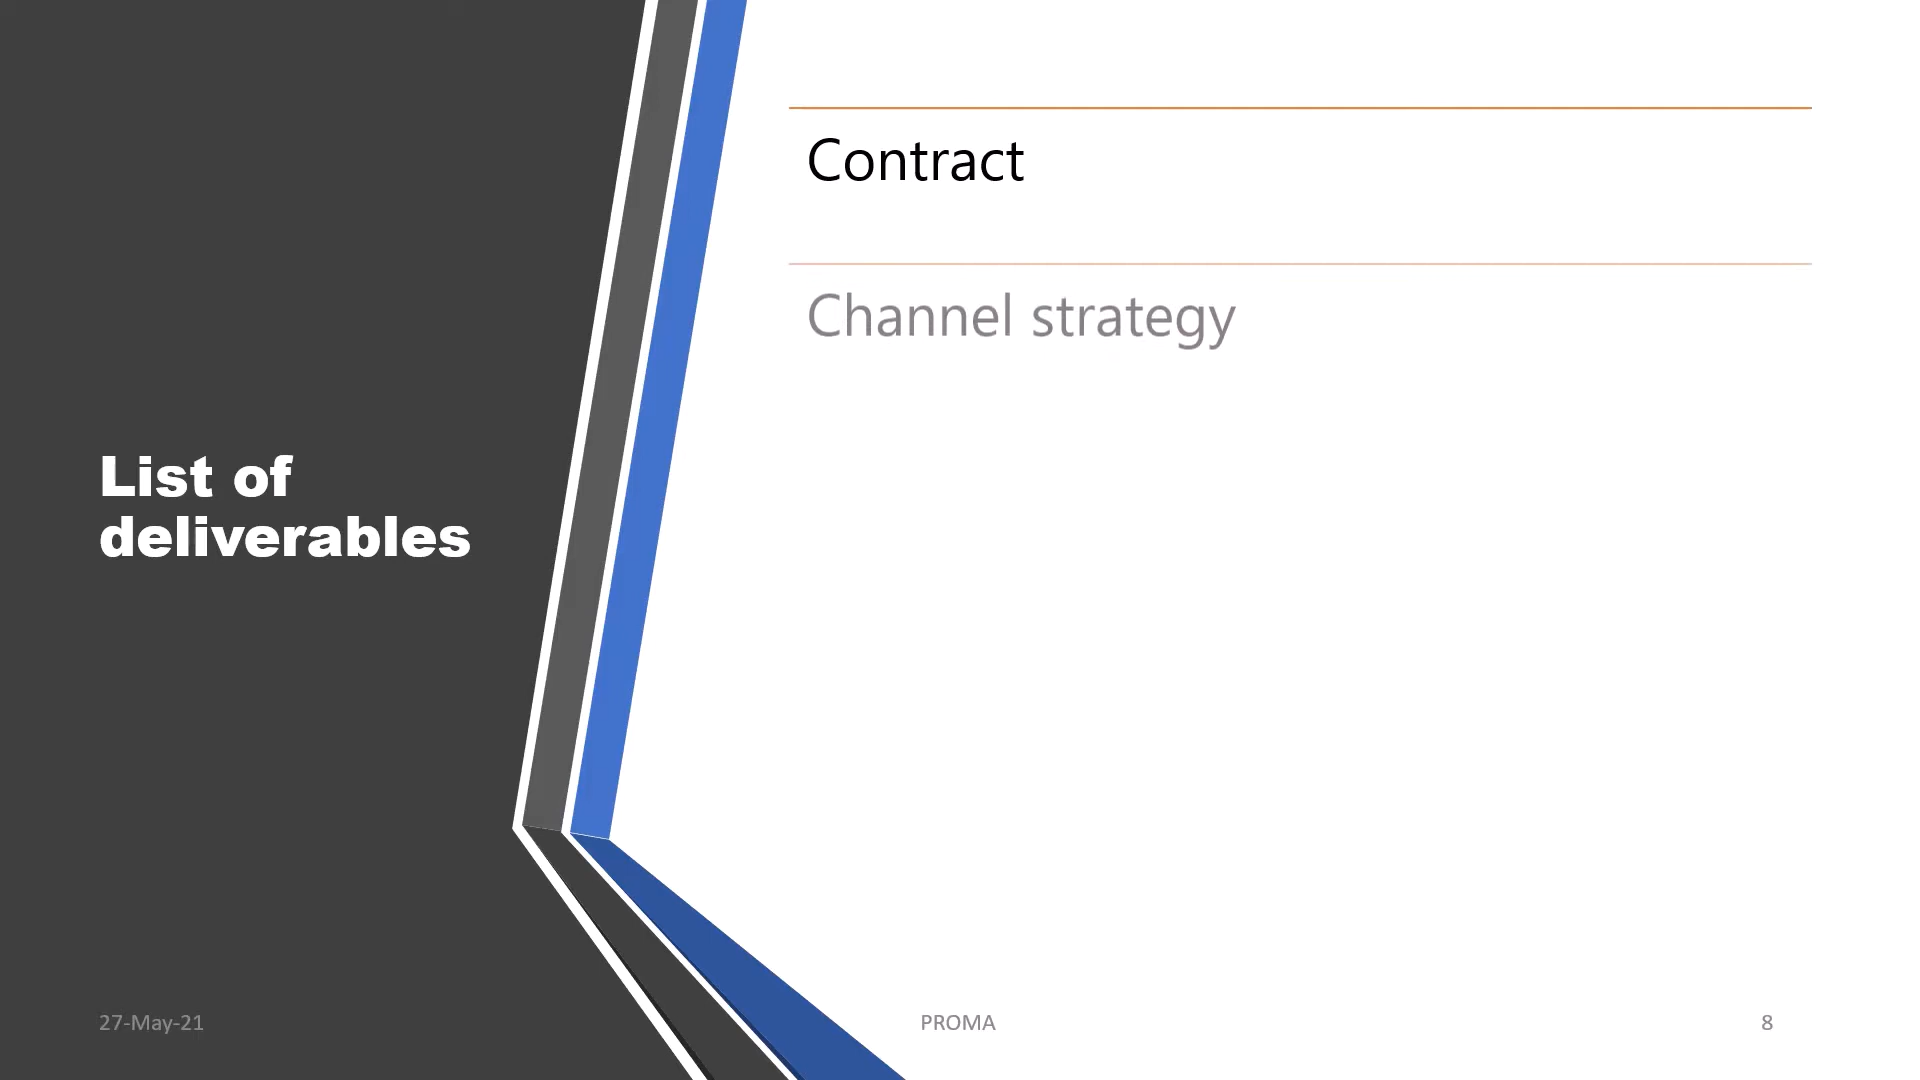 List of
deliverables
Contract
Channel strategy
27-May-21
PROMA
8